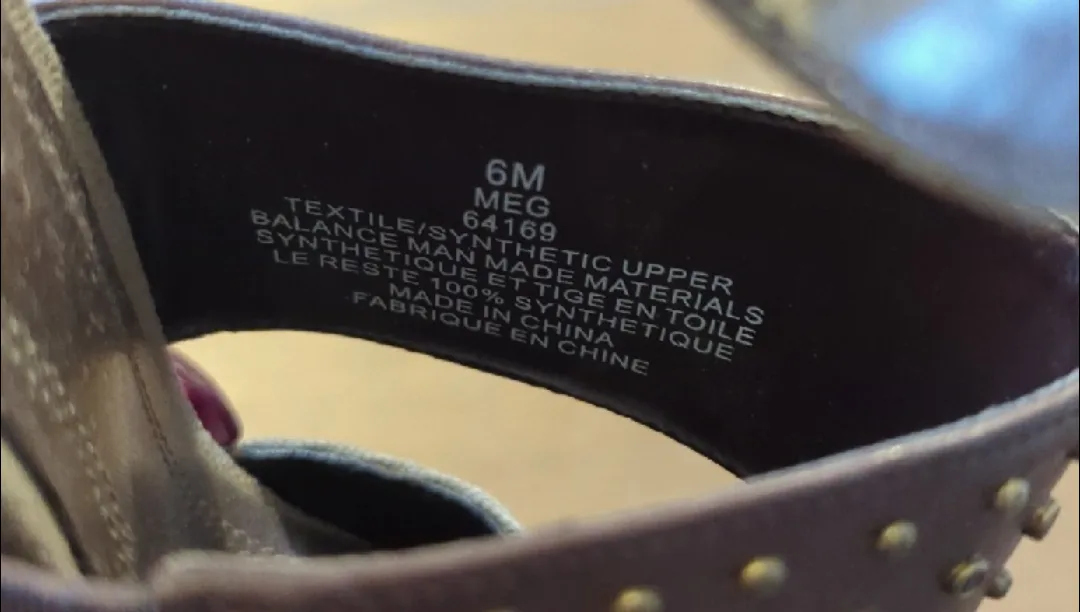 6M
MEG
64169
TEXTILE/SYNTHETIC UPPER
BALANCE MAN MADE MATERIALS
SYNTHETIQUE ET TIGE EN TOILE
LE RESTE 100% SYNTHETIQUE
MADE IN CHINA
FABRIQUE EN CHINE